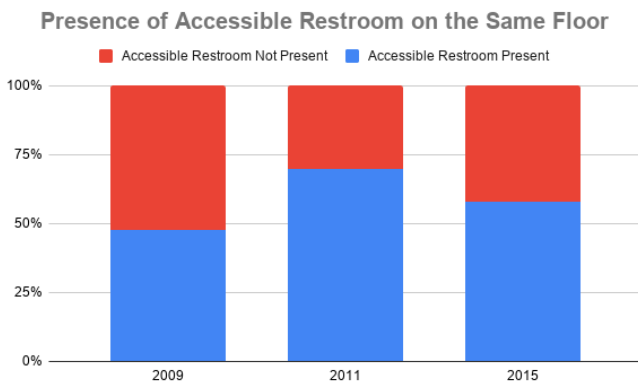 Presence of Accessible Restroom on the Same Floor
Accessible Restroom Not Present Accessible Restroom Present
100%
75%
50%
25%
0%
2009 2011 2015